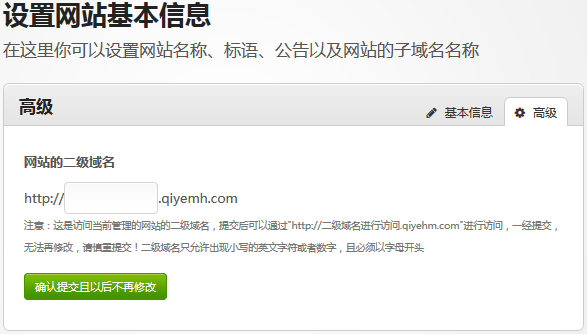 设置网站基本信息
在这里你可以设置网站名称、标语、公告以及网站的子域名名称
高级
基本信息
高级
网站的二级域名
http:// .qiyemh.com
注意：这是访问当前管理的网站的二级域名，提交后可以通过"http://二级域名进行访问.qiyehm.com"进行访问，一经提交，
无法再修改，请慎重提交！二级域名只允许出现小写的英文字符或者数字，且必须以字母开头
确认提交且以后不再修改